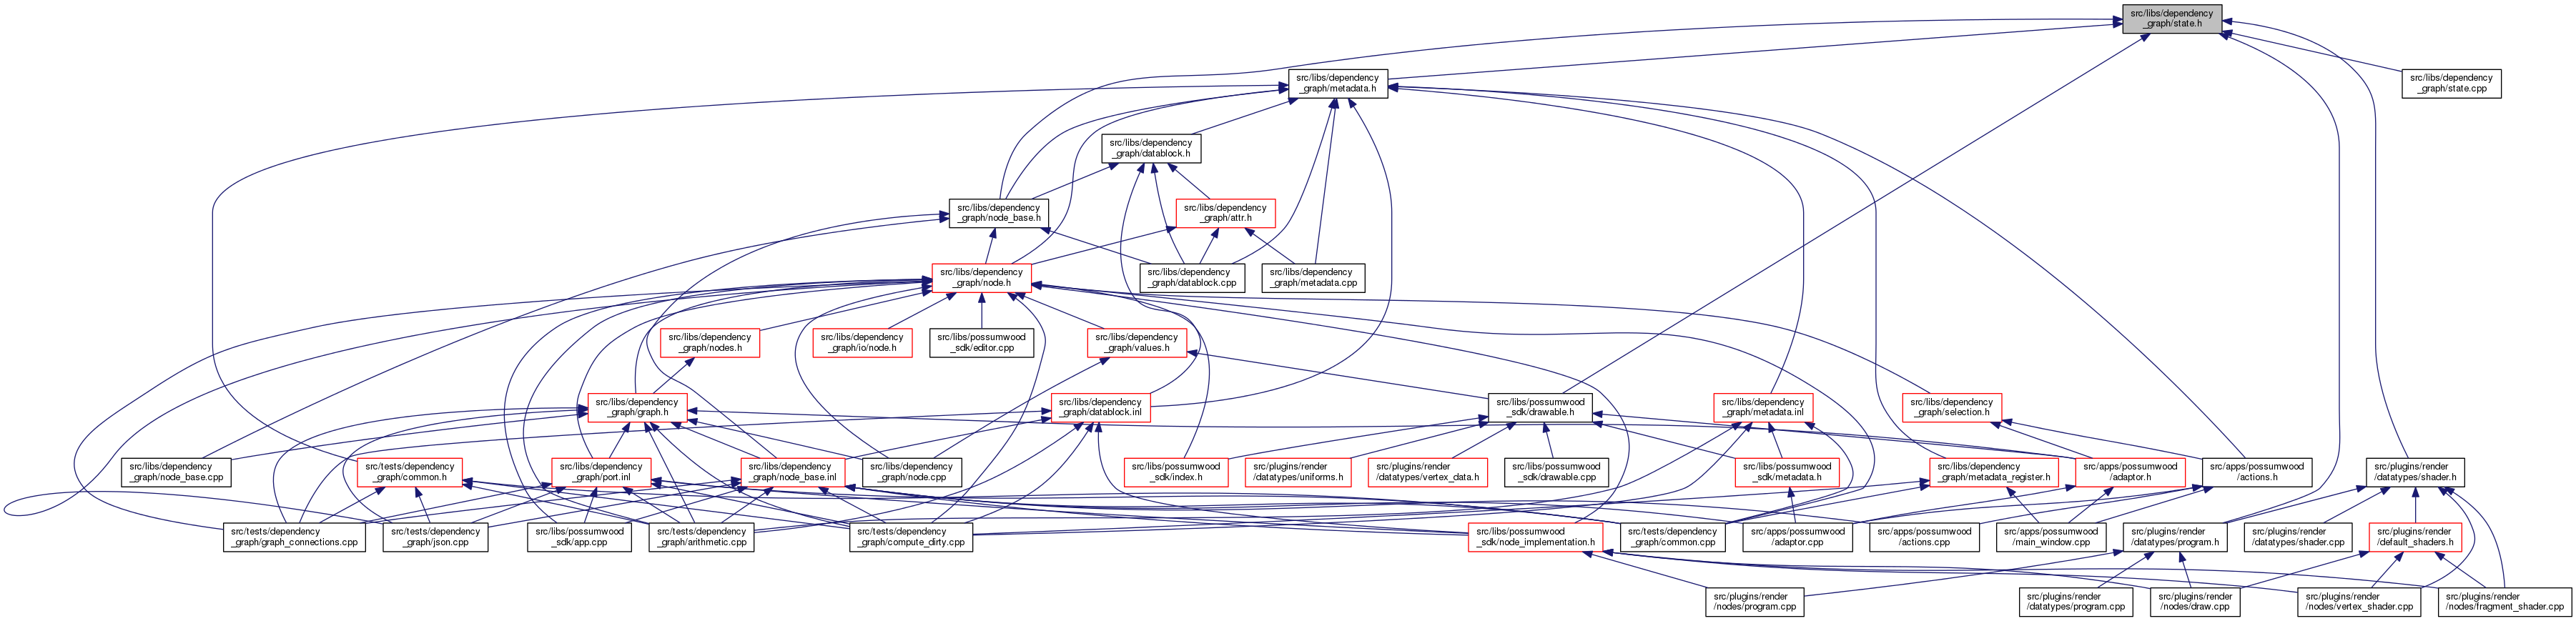 src/libs/dependency
_graph/state.h
src/libs/dependency
_graph/metadata.h
src/libs/dependency
_graph/state.cpp
src/libs/dependency
_graph/datablock.h
src/libs/dependency
_graph/node_base.h
src/libs/dependency
_graph/attr.h
src/libs/dependency
_graph/node.h
src/libs/dependency
_graph/datablock.cpp
src/libs/dependency
_graph/metadata.cpp
src/libs/dependency
_graph/nodes.h
src/libs/dependency
_graph/io/node.h
src/libs/possumwood
_sdk/editor.cpp
src/libs/dependency
_graph/values.h
src/libs/dependency
_graph/graph.h
src/libs/dependency
_graph/datablock.inl
src/libs/possumwood
_sdk/drawable.h
src/libs/dependency
_graph/metadata.inl
src/libs/dependency
_graph/selection.h
src/libs/dependency
_graph/node_base.cpp
src/tests/dependency
_graph/common.h
src/libs/dependency
_graph/port.inl
src/libs/dependency
_graph/node_base.inl
src/libs/dependency
_graph/node.cpp
src/libs/possumwood
_sdk/index.h
src/plugins/render
/datatypes/uniforms.h
src/plugins/render
/datatypes/vertex_data.h
src/libs/possumwood
_sdk/drawable.cpp
src/libs/possumwood
_sdk/metadata.h
src/libs/dependency
_graph/metadata_register.h
src/apps/possumwood
/adaptor.h
src/apps/possumwood
/actions.h
src/plugins/render
/datatypes/shader.h
src/tests/dependency
_graph/graph_connections.cpp
src/tests/dependency
_graph/json.cpp
src/libs/possumwood
_sdk/app.cpp
src/tests/dependency
_graph/arithmetic.cpp
src/tests/dependency
_graph/compute_dirty.cpp
src/libs/possumwood
_sdk/node_implementation.h
src/tests/dependency
_graph/common.cpp
src/apps/possumwood
/adaptor.cpp
src/apps/possumwood
/actions.cpp
src/apps/possumwood
/main_window.cpp
src/plugins/render
/datatypes/program.h
src/plugins/render
/datatypes/shader.cpp
src/plugins/render
/default_shaders.h
src/plugins/render
/nodes/program.cpp
src/plugins/render
/datatypes/program.cpp
src/plugins/render
/nodes/draw.cpp
src/plugins/render
/nodes/vertex_shader.cpp
src/plugins/render
/nodes/fragment_shader.cpp